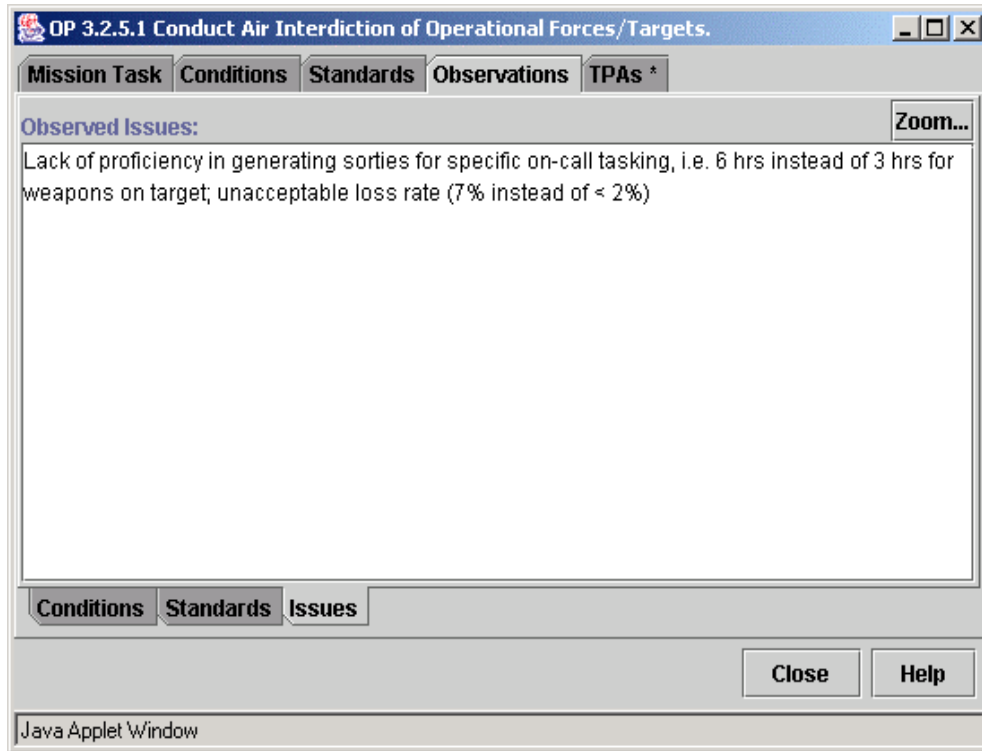 OP 3.2.5.1 Conduct Air Interdiction of Operational Forces/Targets.
Mission Task Conditions Standards Observations TPAs *
Observed Issues: Zoom...
Lack of proficiency in generating sorties for specific on-call tasking, i.e. 6 hrs instead of 3 hrs for
weapons on target; unacceptable loss rate (7% instead of < 2%)
Conditions Standards Issues
Close Help
Java Applet Window